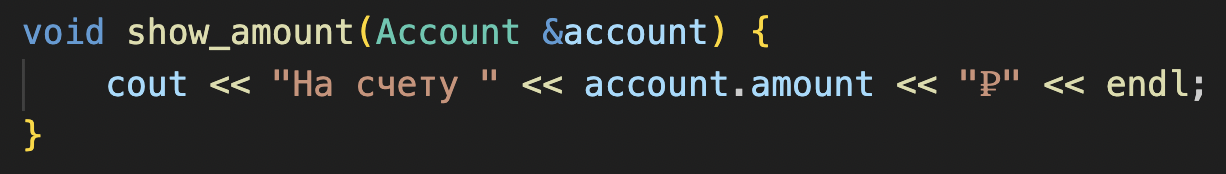 void show_amount(Account &account) {
    cout << "На счету " << account.amount << "₽" << endl;
}